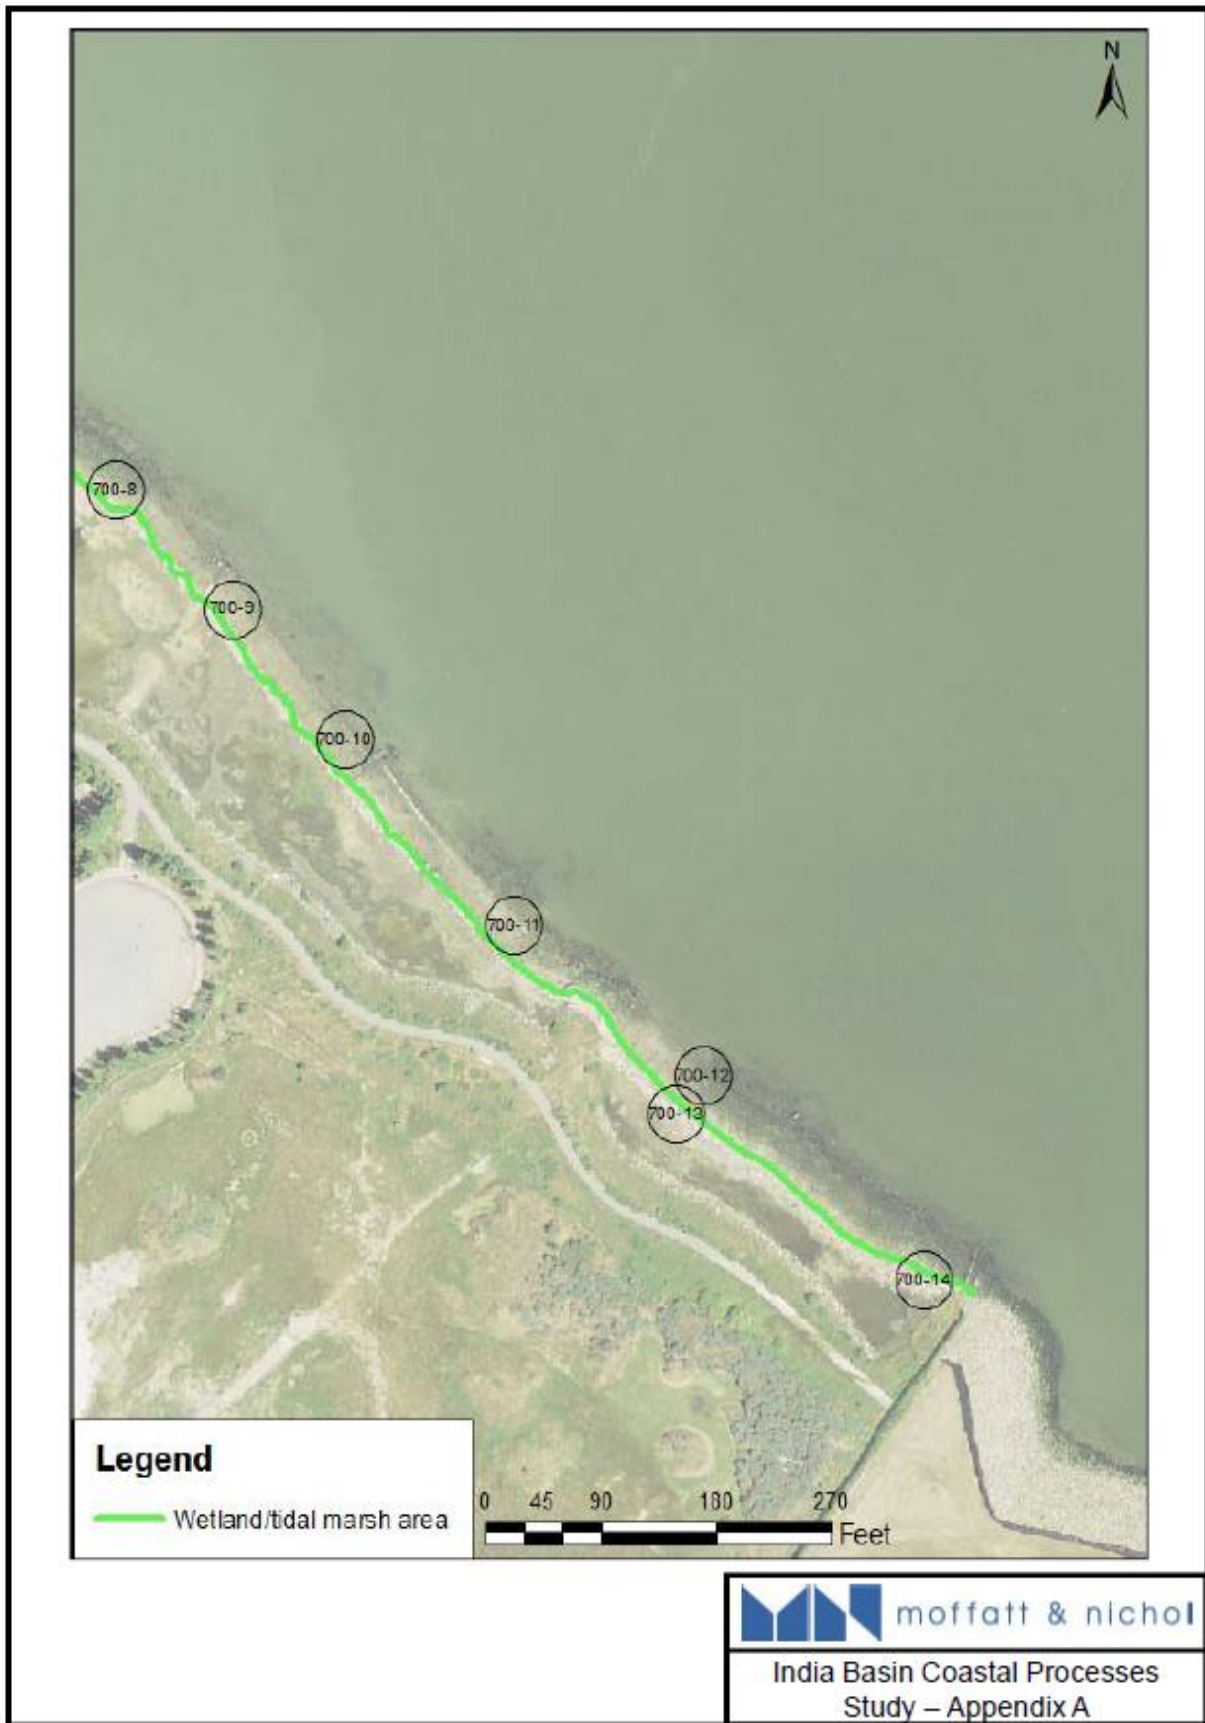 N
700-8
700-9
700-10
700-11
700-12
700-13
700-14
Legend
Wetland/tidal marsh area
0 45 90 180 270
Feet
moffatt & nichol
India Basin Coastal Processes
Study – Appendix A